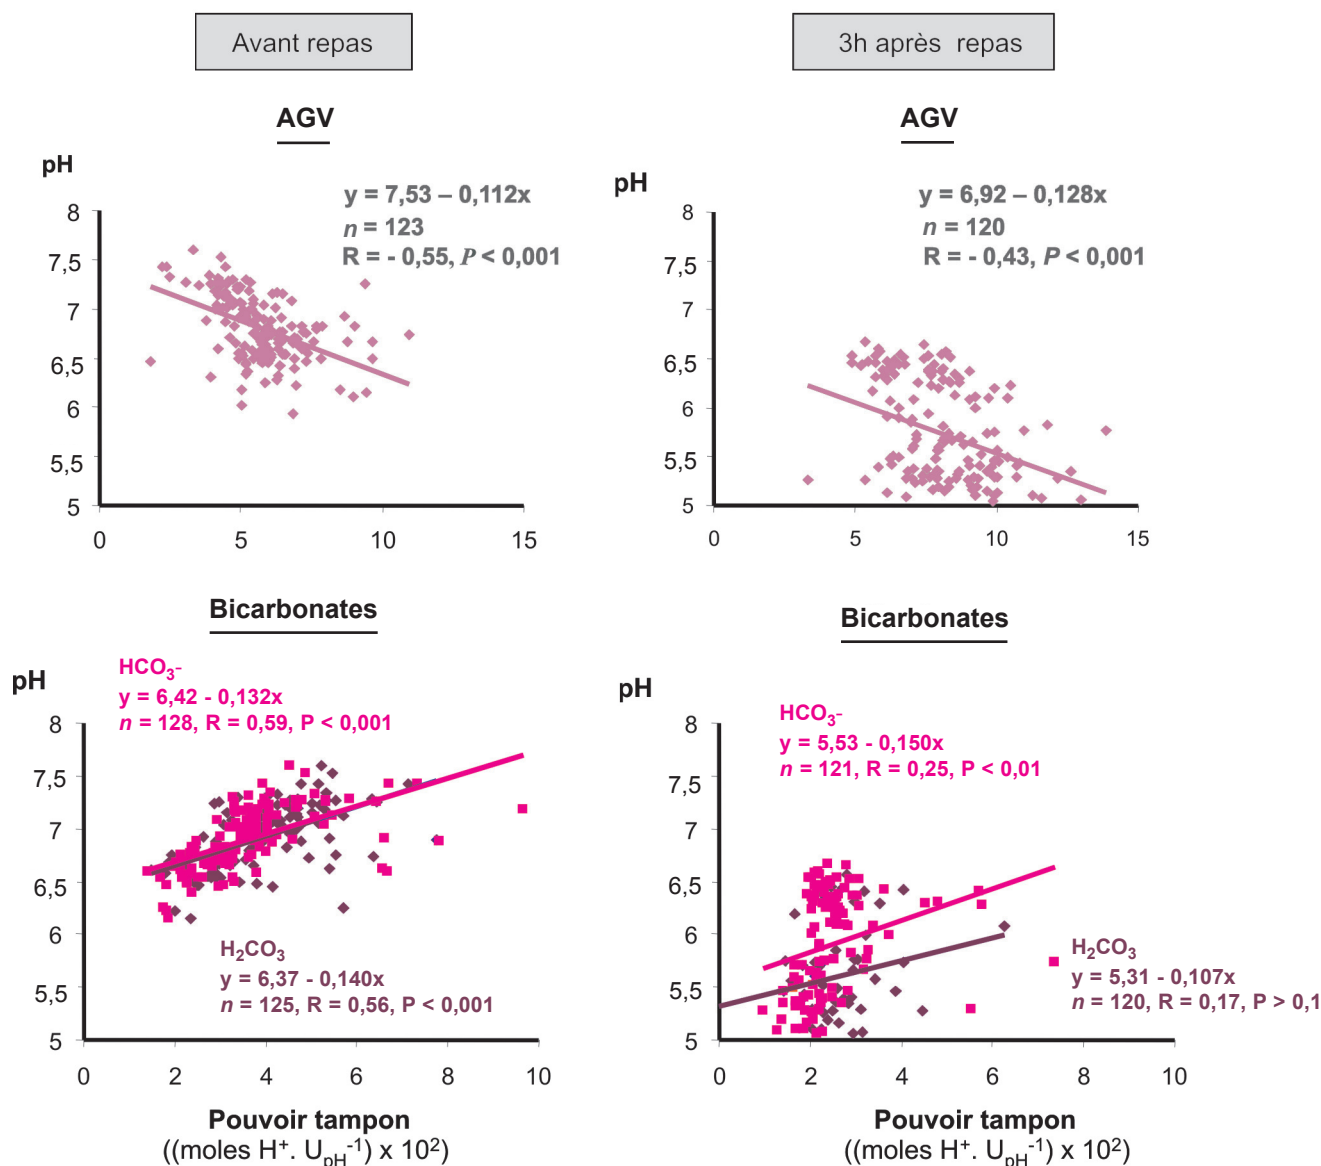 Avant repas
3h après repas
AGV
pH
y = 7,53 – 0,112x
n = 123
R = - 0,55, P < 0,001
8
7,5
7
6,5
6
5,5
5
0
5
10
15
AGV
pH
y = 6,92 – 0,128x
n = 120
R = - 0,43, P < 0,001
8
7,5
7
6,5
6
5,5
5
0
5
10
15
Bicarbonates
pH
HCO₃-
y = 6,42 - 0,132x
n = 128, R = 0,59, P < 0,001
8
7,5
7
6,5
6
5,5
5
H₂CO₃
y = 6,37 - 0,140x
n = 125, R = 0,56, P < 0,001
0
2
4
6
8
10
Pouvoir tampon
((moles H⁺. UpH⁻¹) x 10²)
Bicarbonates
pH
HCO₃-
y = 5,53 - 0,150x
n = 121, R = 0,25, P < 0,01
8
7,5
7
6,5
6
5,5
5
H₂CO₃
y = 5,31 - 0,107x
n = 120, R = 0,17, P > 0,1
0
2
4
6
8
10
Pouvoir tampon
((moles H⁺. UpH⁻¹) x 10²)